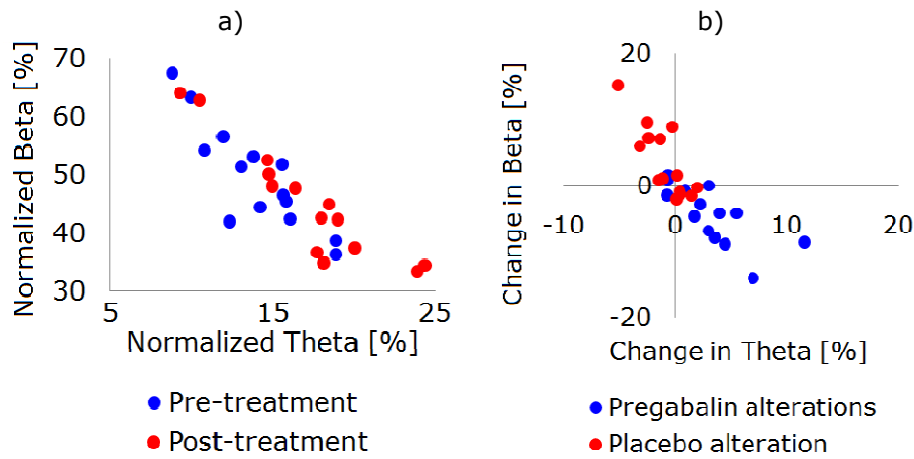 a)
Normalized Beta [%]
70
60
50
40
30
5
15
25
Normalized Theta [%]
Pre-treatment
Post-treatment
b)
Change in Beta [%]
20
0
-20
-10
0
10
20
Change in Theta [%]
Pregabalin alterations
Placebo alteration